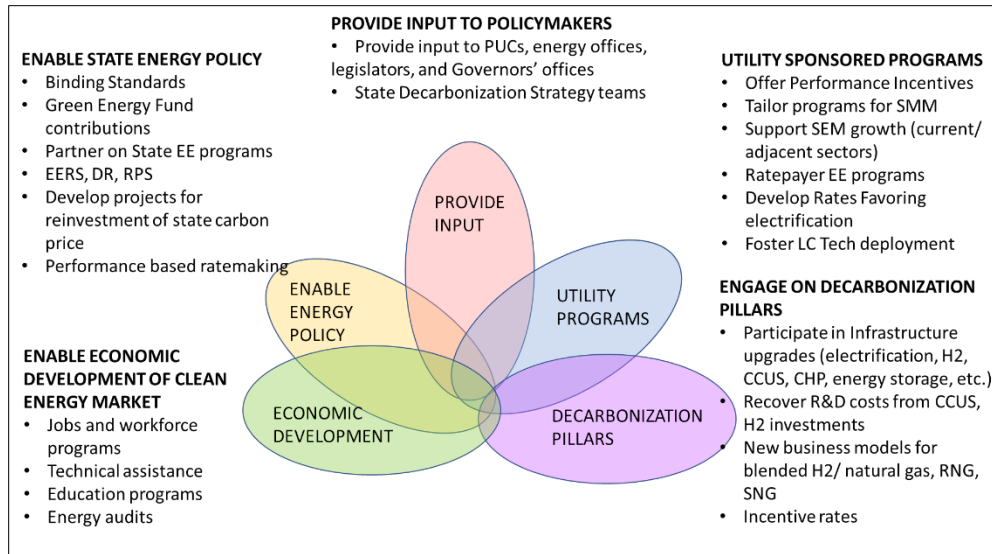 PROVIDE INPUT TO POLICYMAKERS
• Provide input to PUCs, energy offices,
legislators, and Governors' offices
• State Decarbonization Strategy teams
ENABLE STATE ENERGY POLICY
• Binding Standards
• Green Energy Fund
contributions
• Partner on State EE programs
• EERS, DR, RPS
• Develop projects for
reinvestment of state carbon
price
• Performance based ratemaking
UTILITY SPONSORED PROGRAMS
• Offer Performance Incentives
• Tailor programs for SMM
• Support SEM growth (current/
adjacent sectors)
• Ratepayer EE programs
• Develop Rates Favoring
electrification
• Foster LC Tech deployment
PROVIDE
INPUT
ENABLE
ENERGY
POLICY
UTILITY
PROGRAMS
ECONOMIC
DEVELOPMENT
DECARBONIZATION
PILLARS
ENABLE ECONOMIC
DEVELOPMENT OF CLEAN
ENERGY MARKET
• Jobs and workforce
programs
• Technical assistance
• Education programs
• Energy audits
ENGAGE ON DECARBONIZATION
PILLARS
• Participate in Infrastructure
upgrades (electrification, H2,
CCUS, CHP, energy storage, etc.)
• Recover R&D costs from CCUS,
H2 investments
• New business models for
blended H2/ natural gas, RNG,
SNG
• Incentive rates